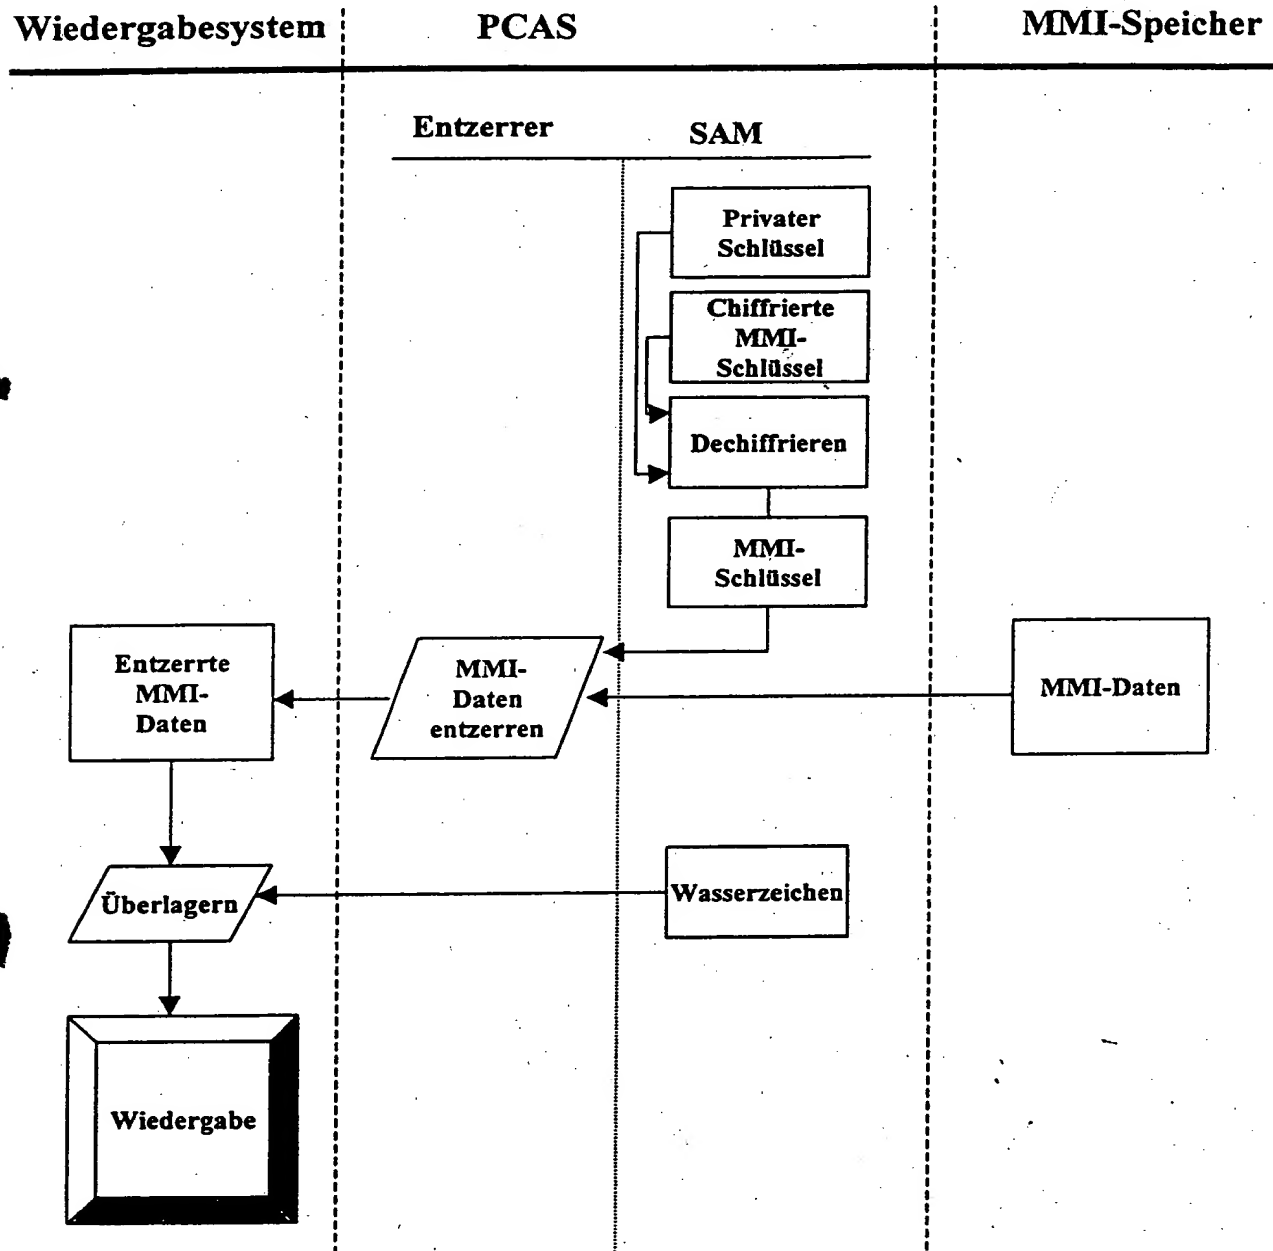 Wiedergabesystem
PCAS
MMI-Speicher
Entzerrer
SAM
Privater
Schlüssel
Chiffrierte
MMI-
Schlüssel
Dechiffrieren
MMI-
Schlüssel
Entzerrte
MMI-
Daten
MMI-
Daten
entzerren
MMI-Daten
Überlagern
Wasserzeichen
Wiedergabe